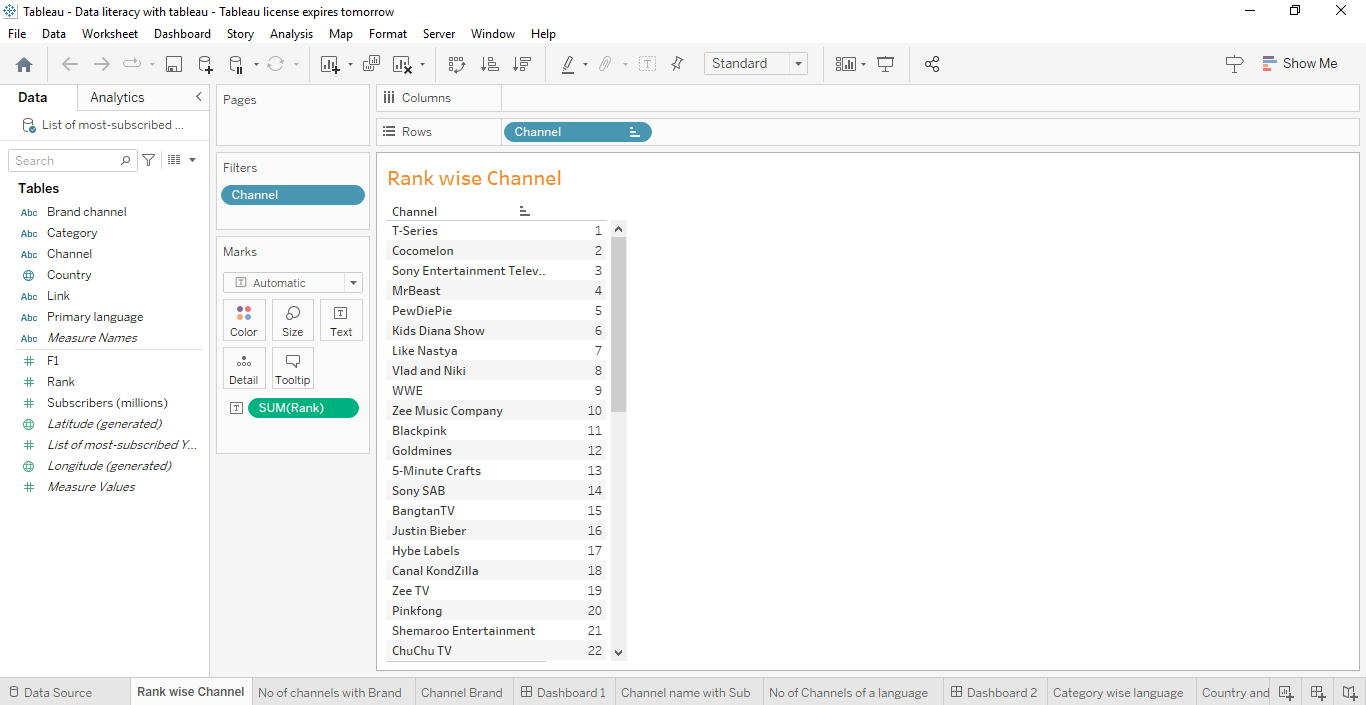 Tableau - Data literacy with tableau - Tableau license expires tomorrow
File Data Worksheet Dashboard Story Analysis Map Format Server Window Help
Standard
Show Me
Data Analytics
List of most-subscribed ...
Search
Tables
Abc Brand channel
Abc Category
Abc Channel
Country
Abc Link
Abc Primary language
Abc Measure Names
F1
Rank
Subscribers (millions)
Latitude (generated)
List of most-subscribed Y...
Longitude (generated)
Measure Values
Pages
Filters
Channel
Marks
T Automatic
Color Size T Text
Detail Tooltip
T SUM(Rank)
Columns
Rows Channel
Rank wise Channel
Channel
T-Series 1
Cocomelon 2
Sony Entertainment Telev.. 3
MrBeast 4
PewDiePie 5
Kids Diana Show 6
Like Nastya 7
Vlad and Niki 8
WWE 9
Zee Music Company 10
Blackpink 11
Goldmines 12
5-Minute Crafts 13
Sony SAB 14
BangtanTV 15
Justin Bieber 16
Hybe Labels 17
Canal KondZilla 18
Zee TV 19
Pinkfong 20
Shemaroo Entertainment 21
ChuChu TV 22
Data Source Rank wise Channel No of channels with Brand Channel Brand Dashboard 1 Channel name with Sub No of Channels of a language Dashboard 2 Category wise language Country and